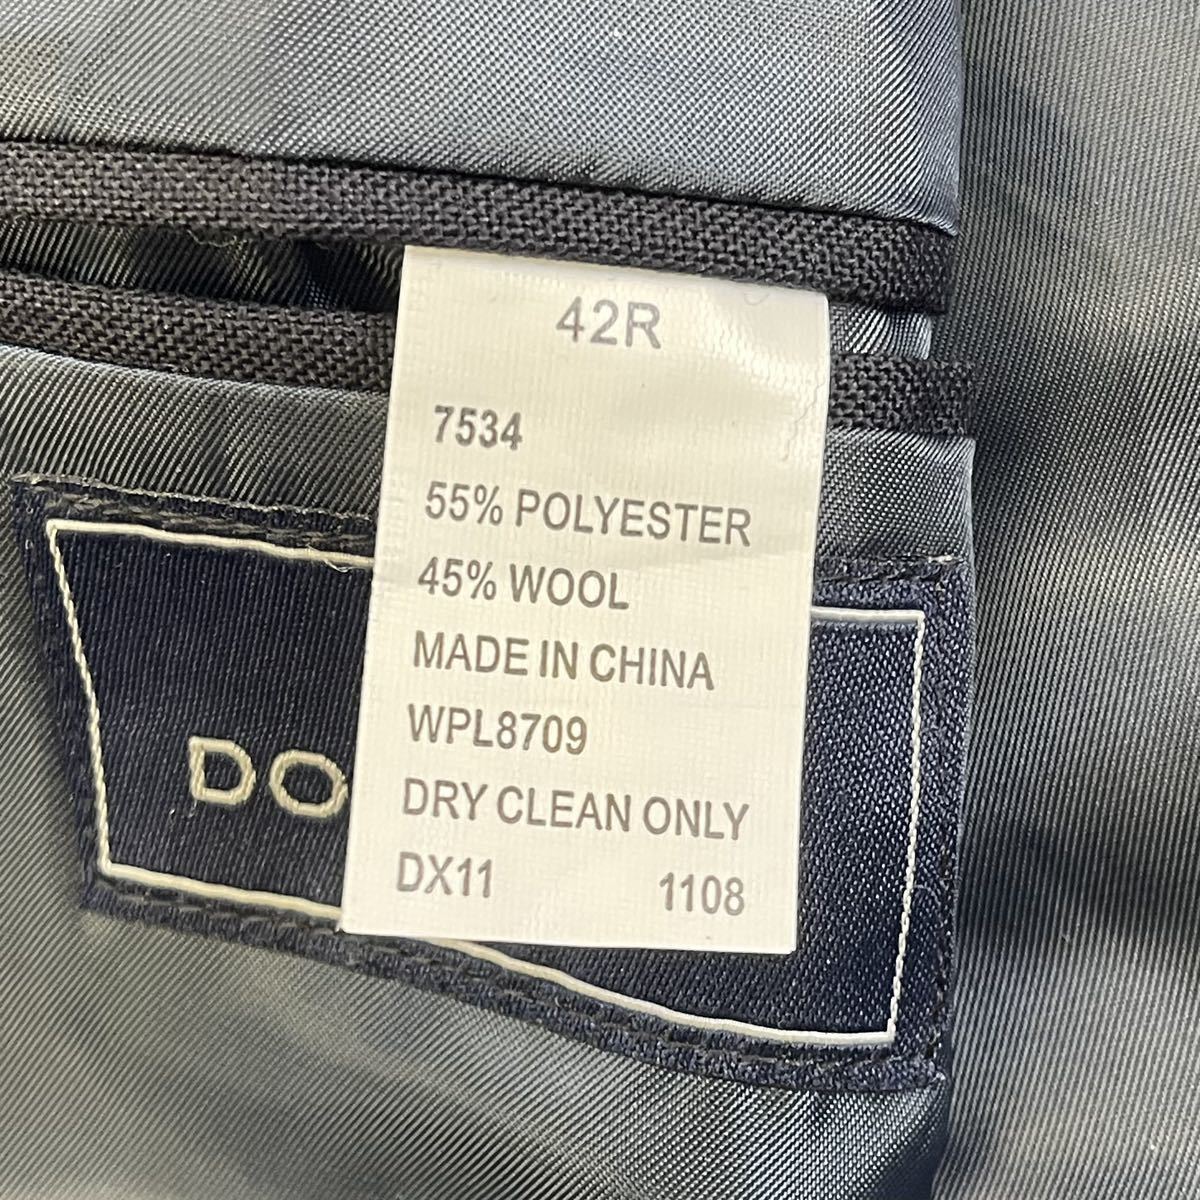 42R
7534
55% POLYESTER
45% WOOL
MADE IN CHINA
WPL8709
DRY CLEAN ONLY
DX11 1108
DO